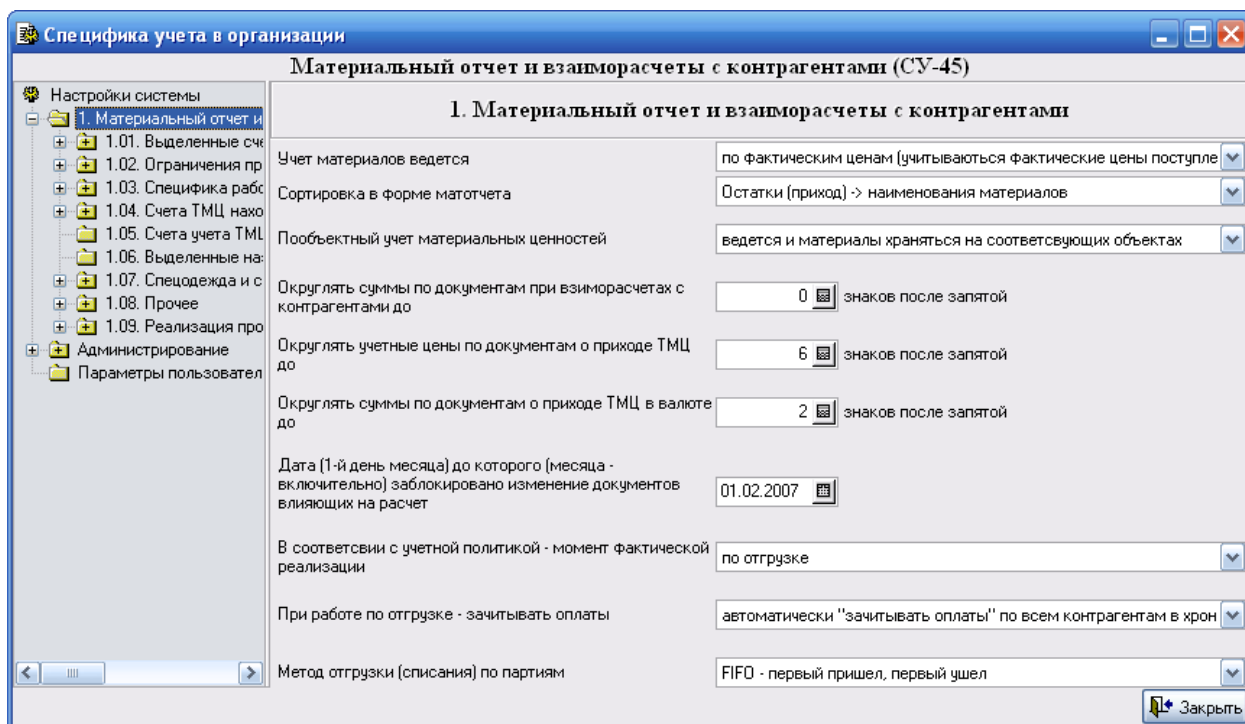 Специфика учета в организации
Материальный отчет и взаиморасчеты с контрагентами (СУ-45)
Настройки системы
1. Материальный отчет и
1.01. Выделенные сче
1.02. Ограничения пр
1.03. Специфика рабо
1.04. Счета ТМЦ нахо
1.05. Счета учета ТМЦ
1.06. Выделенные на
1.07. Спецодежда и с
1.08. Прочее
1.09. Реализация про
Администрирование
Параметры пользовател
1. Материальный отчет и взаиморасчеты с контрагентами
Учет материалов ведется
по фактическим ценам (учитываються фактические цены поступле
Сортировка в форме матотчета
Остатки (приход) -> наименования материалов
Пообъектный учет материальных ценностей
ведется и материалы храняться на соответсвующих объектах
Округлять суммы по документам при взиморасчетах с
контрагентами до
0 знаков после запятой
Округлять учетные цены по документам о приходе ТМЦ
до
6 знаков после запятой
Округлять суммы по документам о приходе ТМЦ в валюте
до
2 знаков после запятой
Дата (1-й день месяца) до которого (месяца -
включительно) заблокировано изменение документов
влияющих на расчет
01.02.2007
В соответсвии с учетной политикой - момент фактической
реализации
по отгрузке
При работе по отгрузке - зачитывать оплаты
автоматически "зачитывать оплаты" по всем контрагентам в хрон
Метод отгрузки (списания) по партиям
FIFO - первый пришел, первый ушел
Закрыть